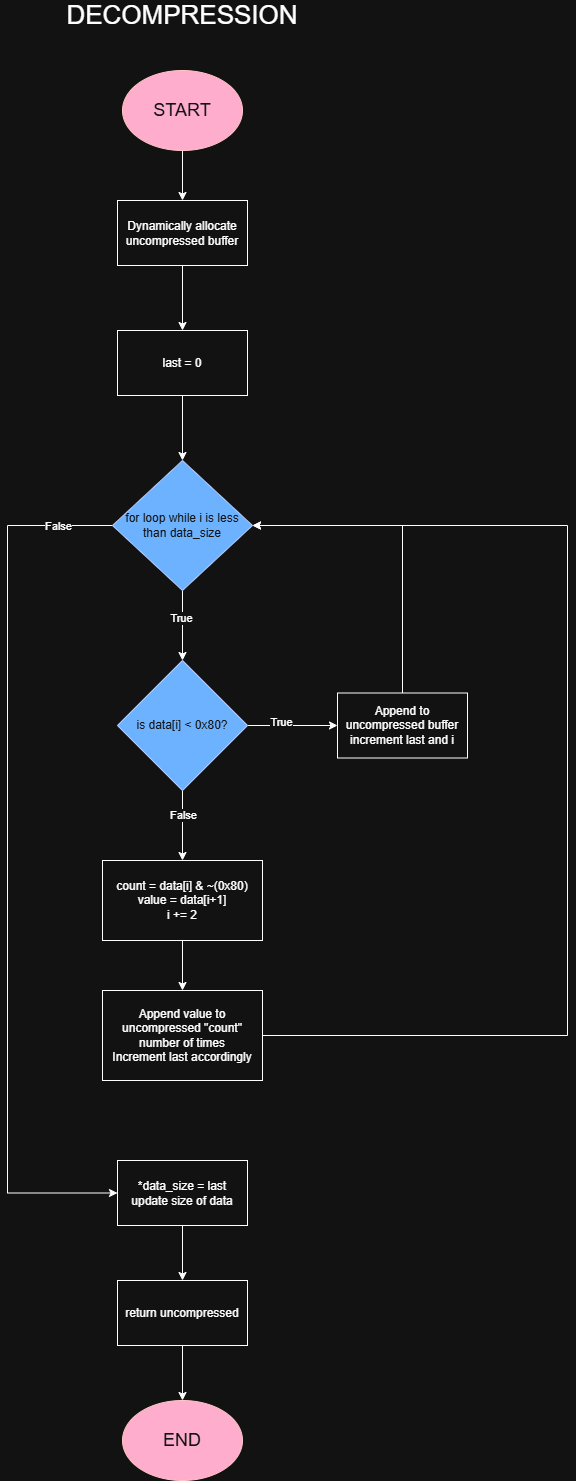 DECOMPRESSION
START
Dynamically allocate
uncompressed buffer
last = 0
for loop while i is less
than data_size
False
True
is data[i] < 0x80?
True
Append to
uncompressed buffer
increment last and i
False
count = data[i] & ~(0x80)
value = data[i+1]
i += 2
Append value to
uncompressed "count"
number of times
Increment last accordingly
*data_size = last
update size of data
return uncompressed
END